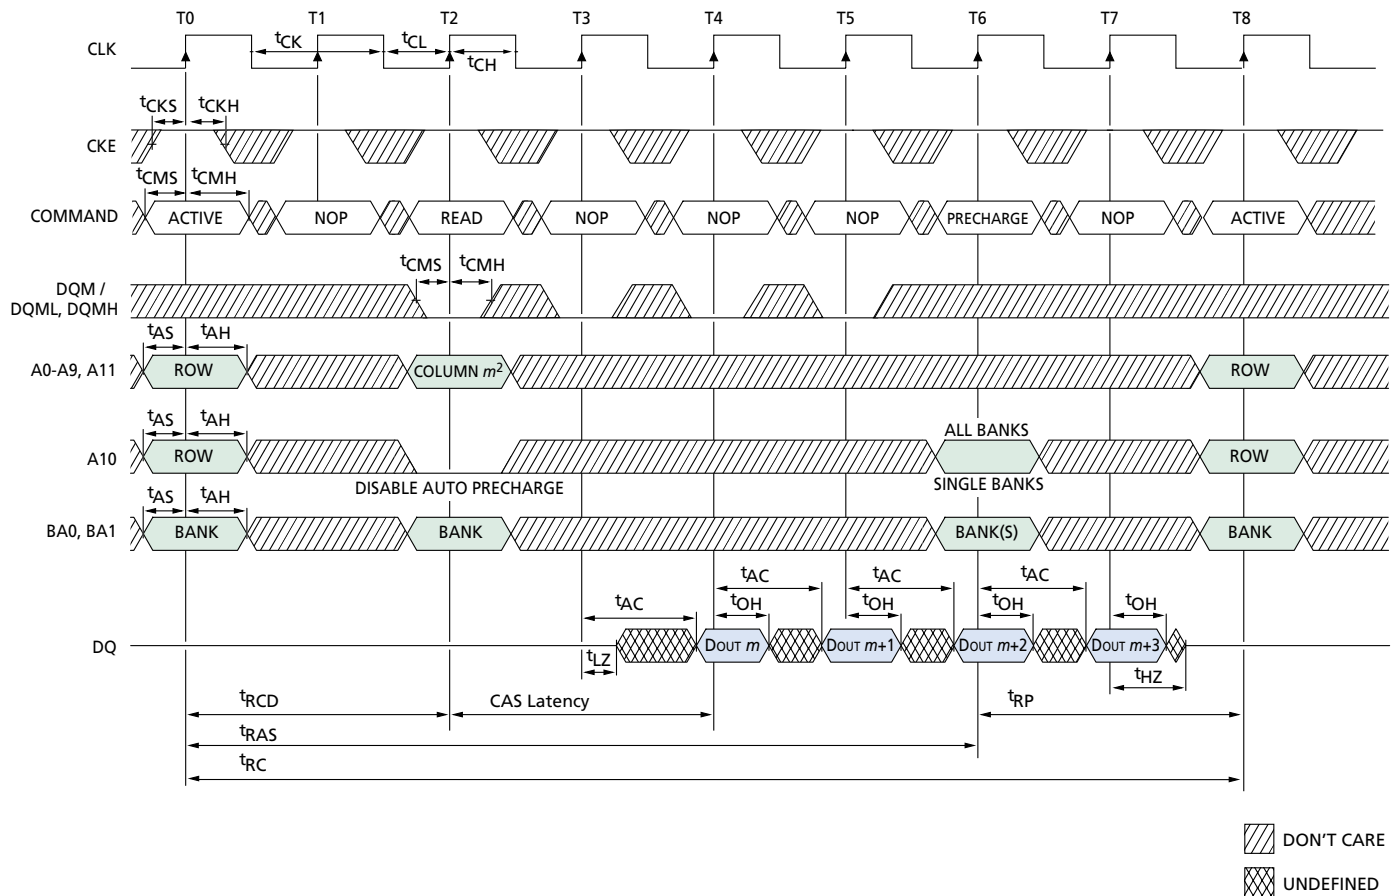 T0 T1 T2 T3 T4 T5 T6 T7 T8
CLK
tCK tCL
tCH
tCKS tCKH
CKE
tCMS tCMH
COMMAND ACTIVE NOP READ NOP NOP NOP PRECHARGE NOP ACTIVE
tCMS tCMH
DQM /
DQML, DQMH
tAS tAH
A0-A9, A11 ROW COLUMN m2 ROW
tAS tAH
ALL BANKS
A10 ROW ROW
DISABLE AUTO PRECHARGE SINGLE BANKS
tAS tAH
BA0, BA1 BANK BANK BANK(S) BANK
tAC tAC tAC
tAC tOH tOH tOH tOH
DQ DOUT m DOUT m+1 DOUT m+2 DOUT m+3
tLZ tHZ
tRCD CAS Latency tRP
tRAS
tRC
DON'T CARE
UNDEFINED